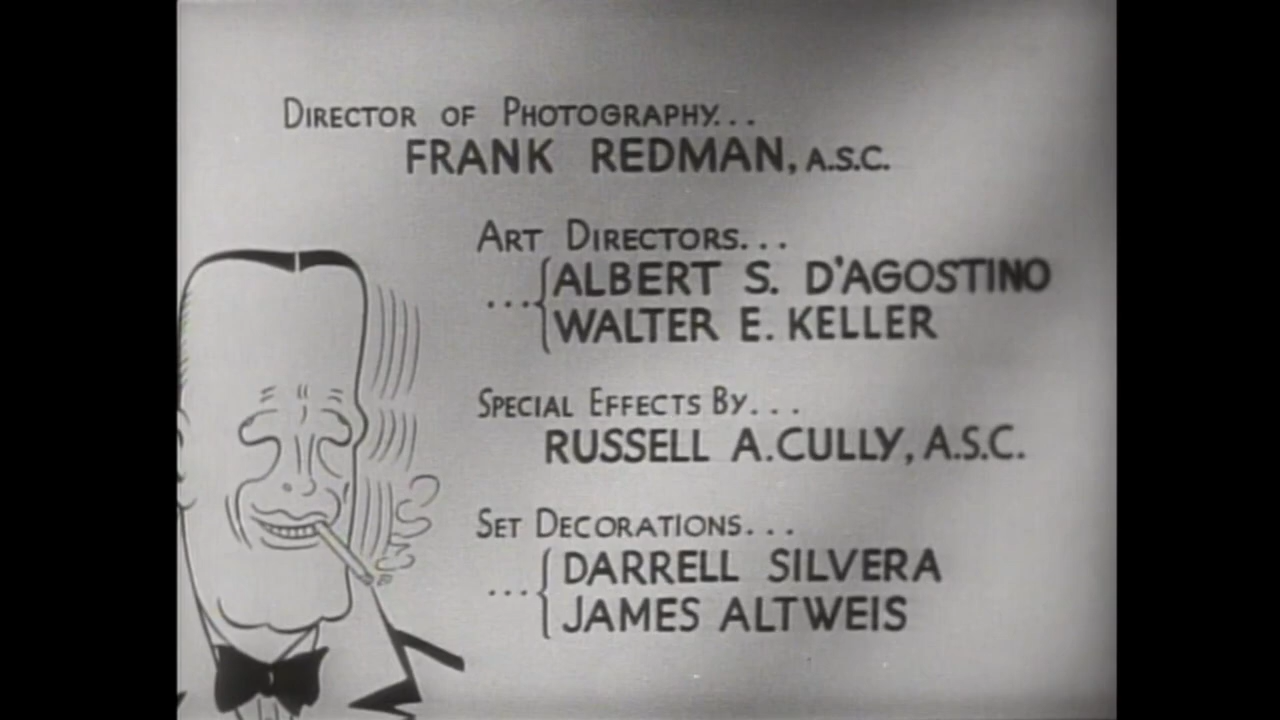 Director of Photography...
FRANK REDMAN, A.S.C.
Art Directors...
...{ALBERT S. D'AGOSTINO
WALTER E. KELLER
Special Effects By...
RUSSELL A. CULLY, A.S.C.
Set Decorations...
...{DARRELL SILVERA
JAMES ALTWEIS